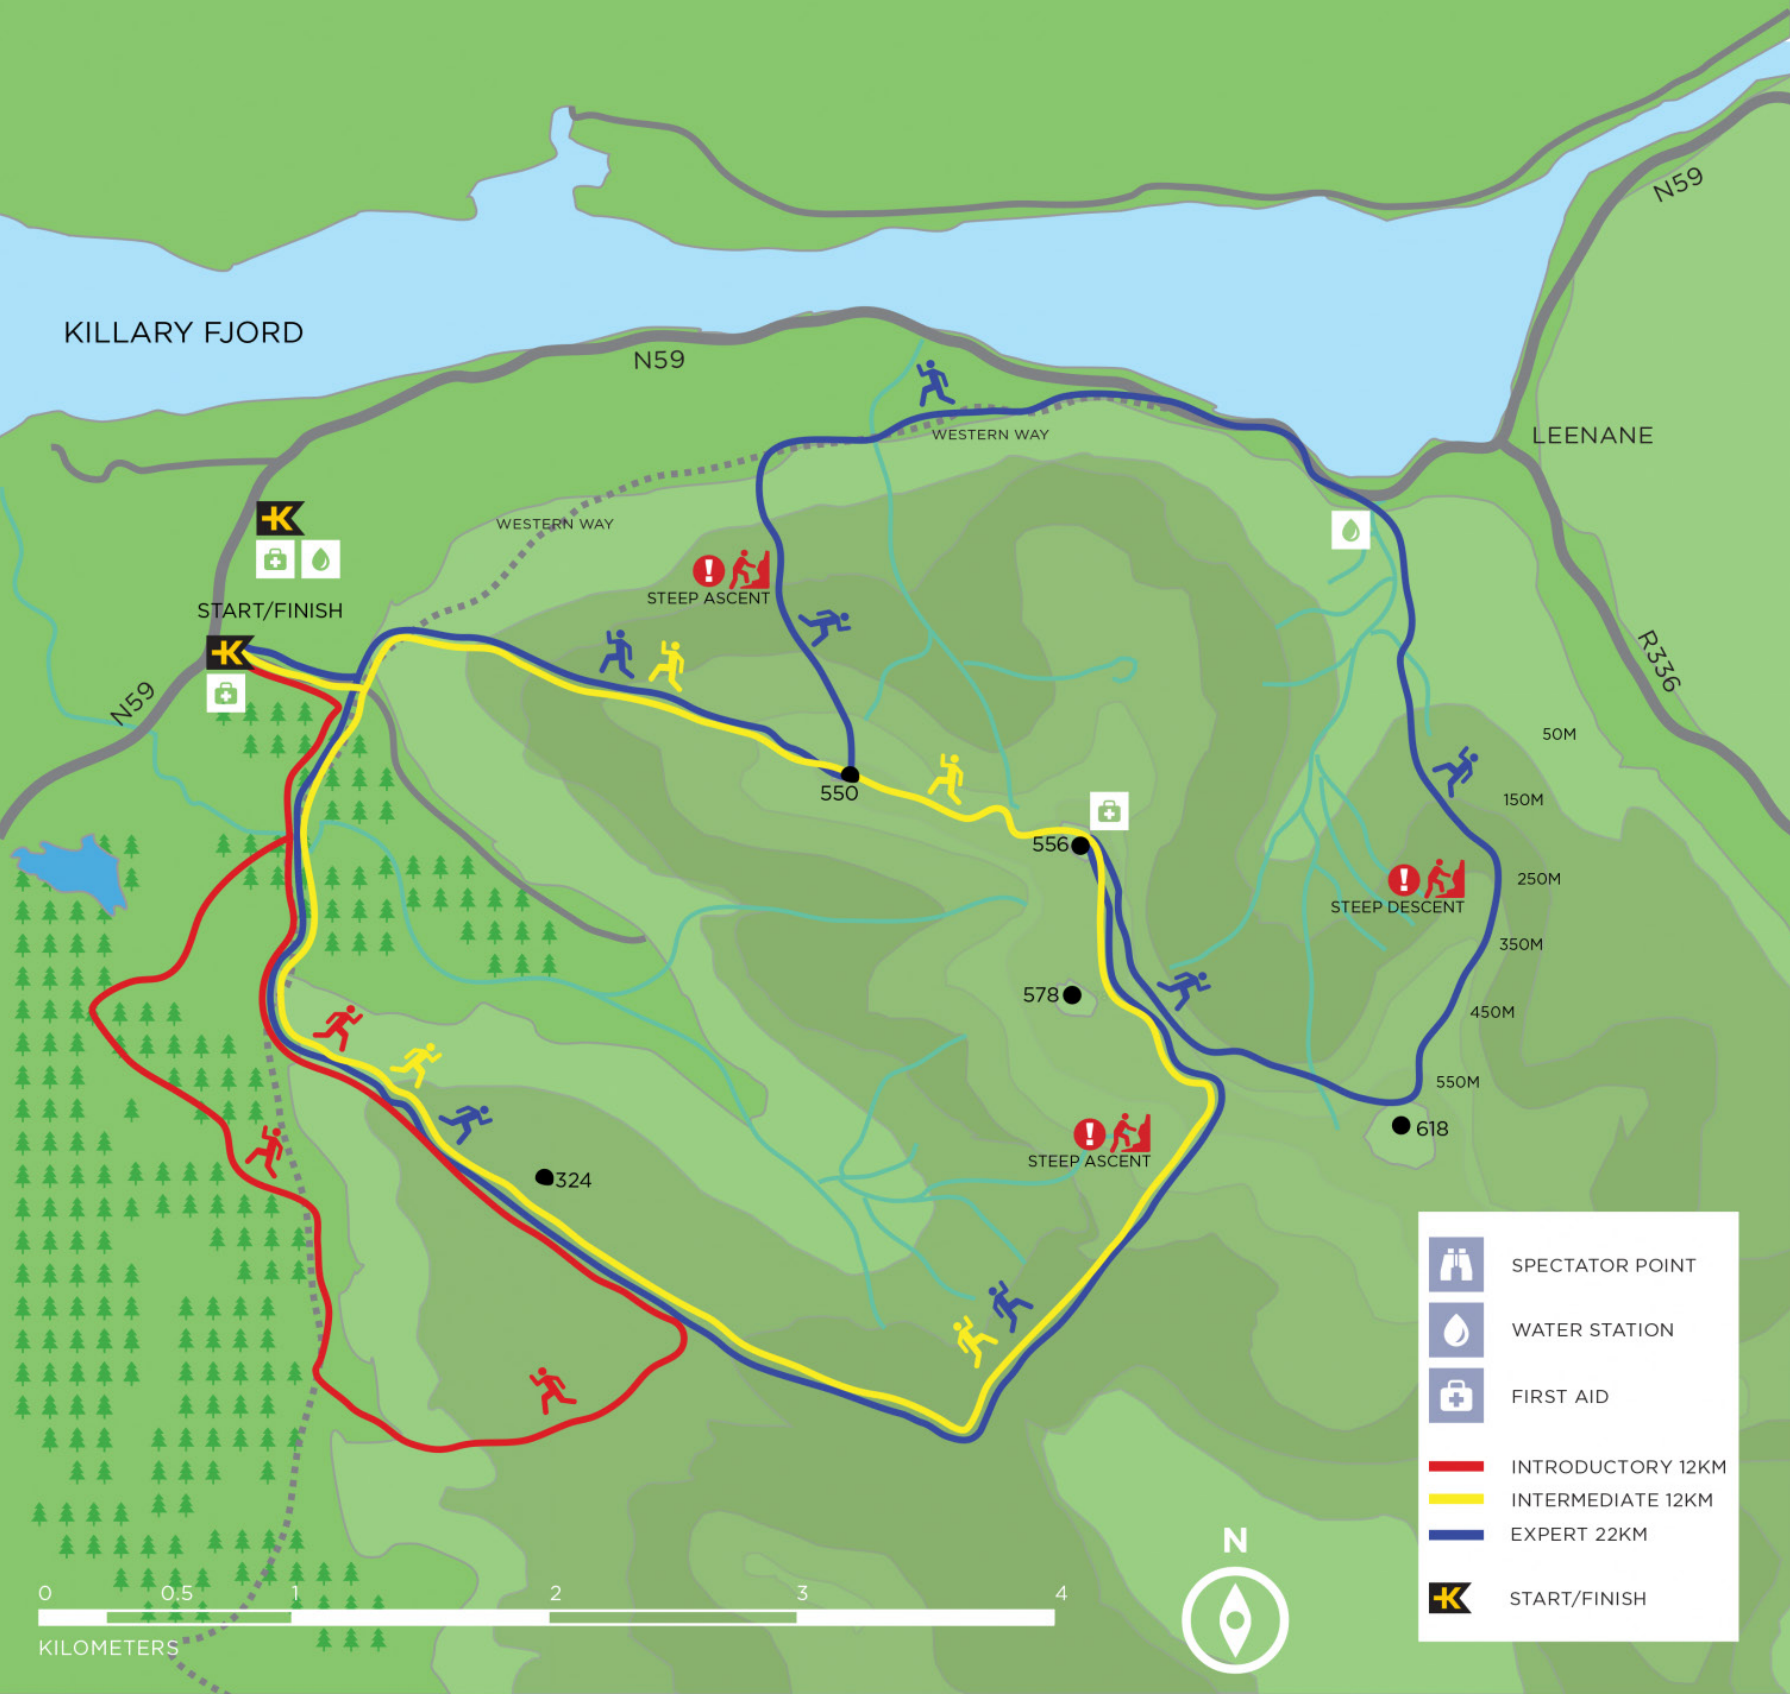 N59
KILLARY FJORD
N59
LEENANE
WESTERN WAY
WESTERN WAY
K
START/FINISH
K
STEEP ASCENT
N59
R336
50M
550
150M
556
250M
STEEP DESCENT
350M
578
450M
550M
618
STEEP ASCENT
324
SPECTATOR POINT
WATER STATION
FIRST AID
INTRODUCTORY 12KM
INTERMEDIATE 12KM
EXPERT 22KM
K
START/FINISH
N
0 0.5 1 2 3 4
KILOMETERS